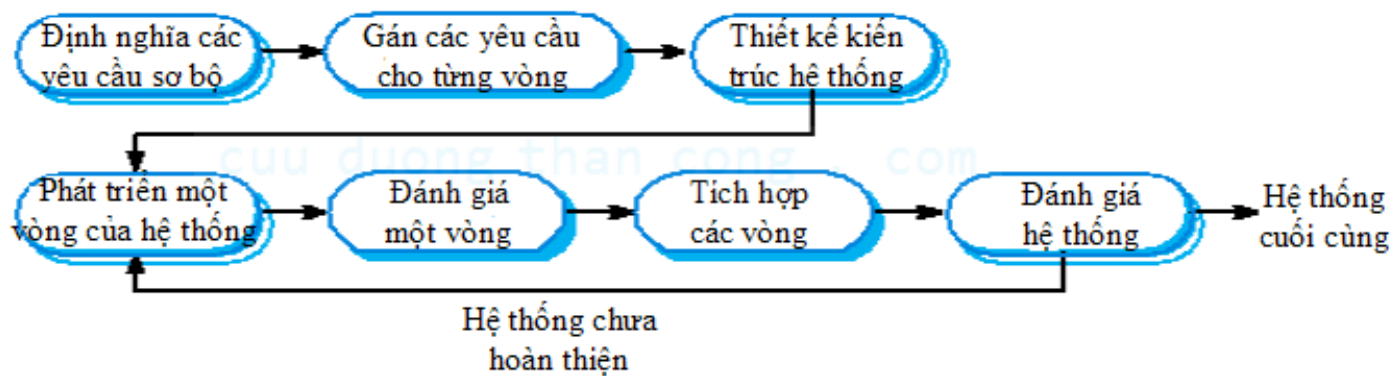 Định nghĩa các
yêu cầu sơ bộ
Gán các yêu cầu
cho từng vòng
Thiết kế kiến
trúc hệ thống
cuu duong than cong . com
Phát triển một
vòng của hệ thống
Đánh giá
một vòng
Tích hợp
các vòng
Đánh giá
hệ thống
Hệ thống
cuối cùng
Hệ thống chưa
hoàn thiện